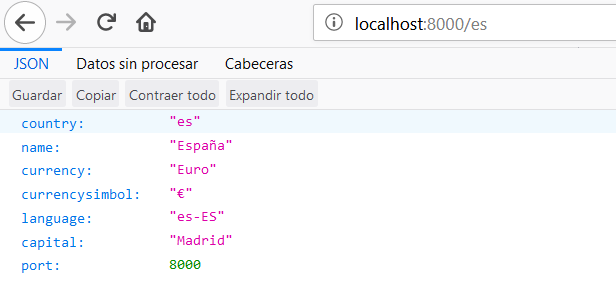 localhost:8000/es
JSON Datos sin procesar Cabeceras
Guardar Copiar Contraer todo Expandir todo
country: "es"
name: "España"
currency: "Euro"
currencysimbol: "€"
language: "es-ES"
capital: "Madrid"
port: 8000